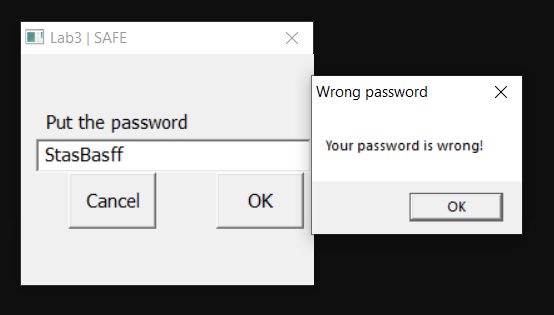 Lab3 | SAFE
Put the password
StasBasff
Cancel
OK
Wrong password
Your password is wrong!
OK